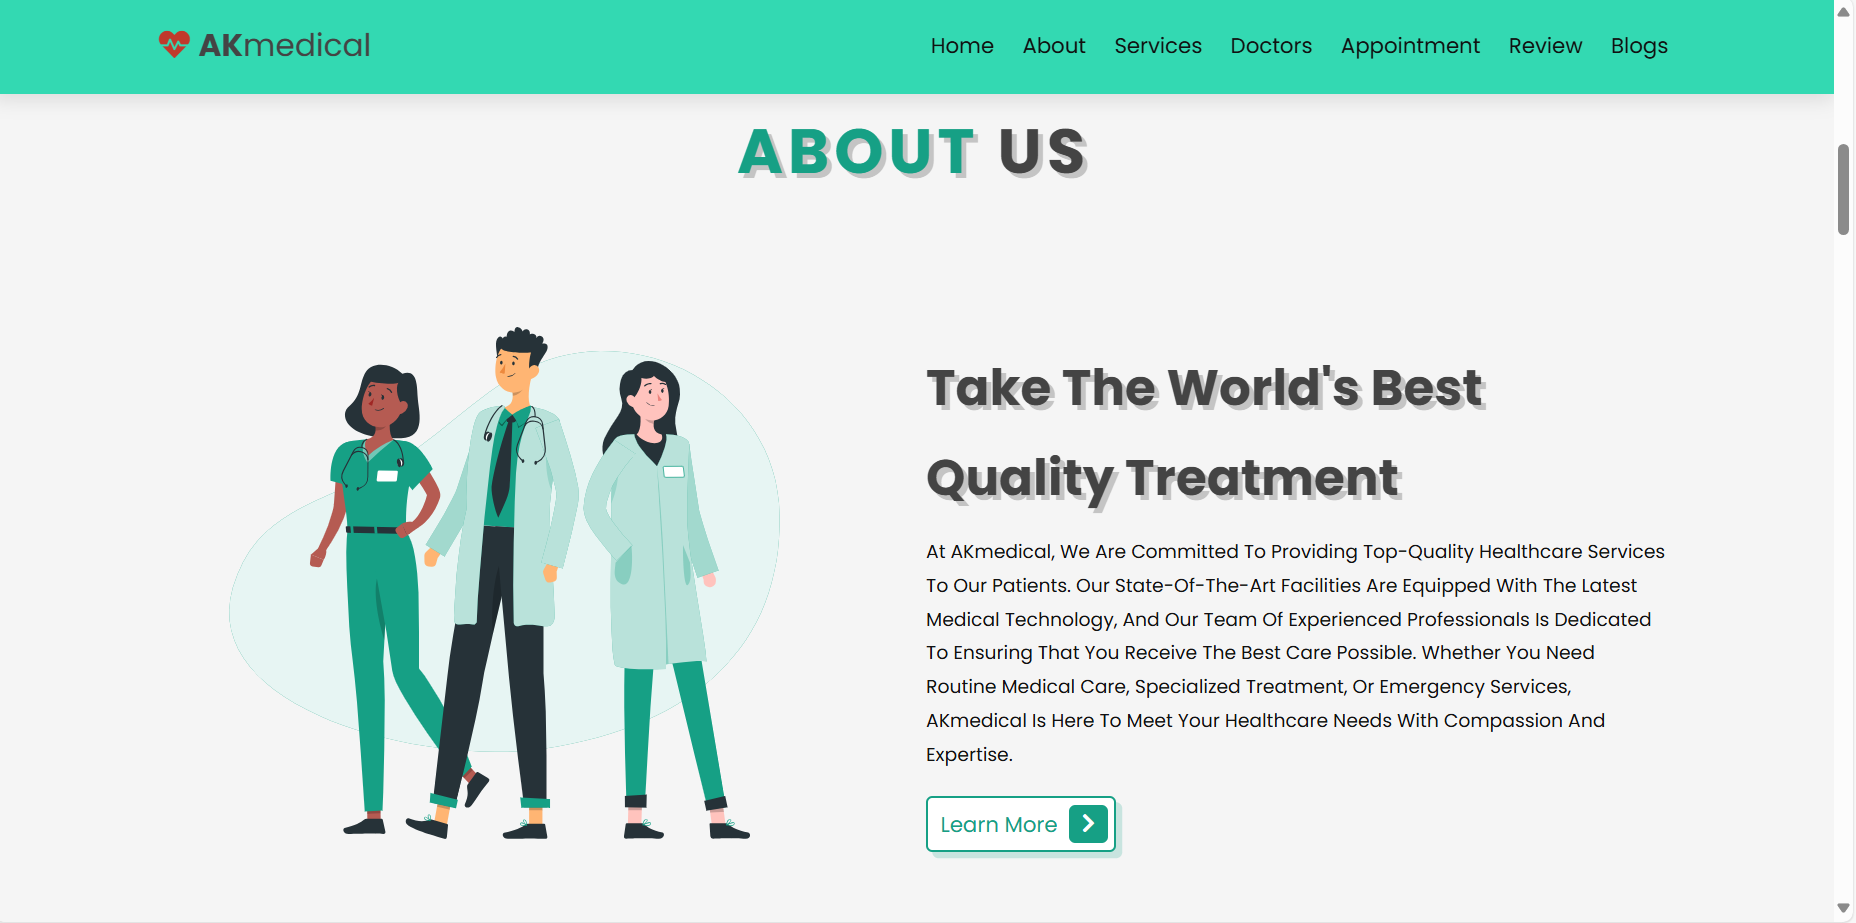 AKmedical
Home About Services Doctors Appointment Review Blogs
ABOUT US
Take The World's Best
Quality Treatment
At AKmedical, We Are Committed To Providing Top-Quality Healthcare Services
To Our Patients. Our State-Of-The-Art Facilities Are Equipped With The Latest
Medical Technology, And Our Team Of Experienced Professionals Is Dedicated
To Ensuring That You Receive The Best Care Possible. Whether You Need
Routine Medical Care, Specialized Treatment, Or Emergency Services,
AKmedical Is Here To Meet Your Healthcare Needs With Compassion And
Expertise.
Learn More